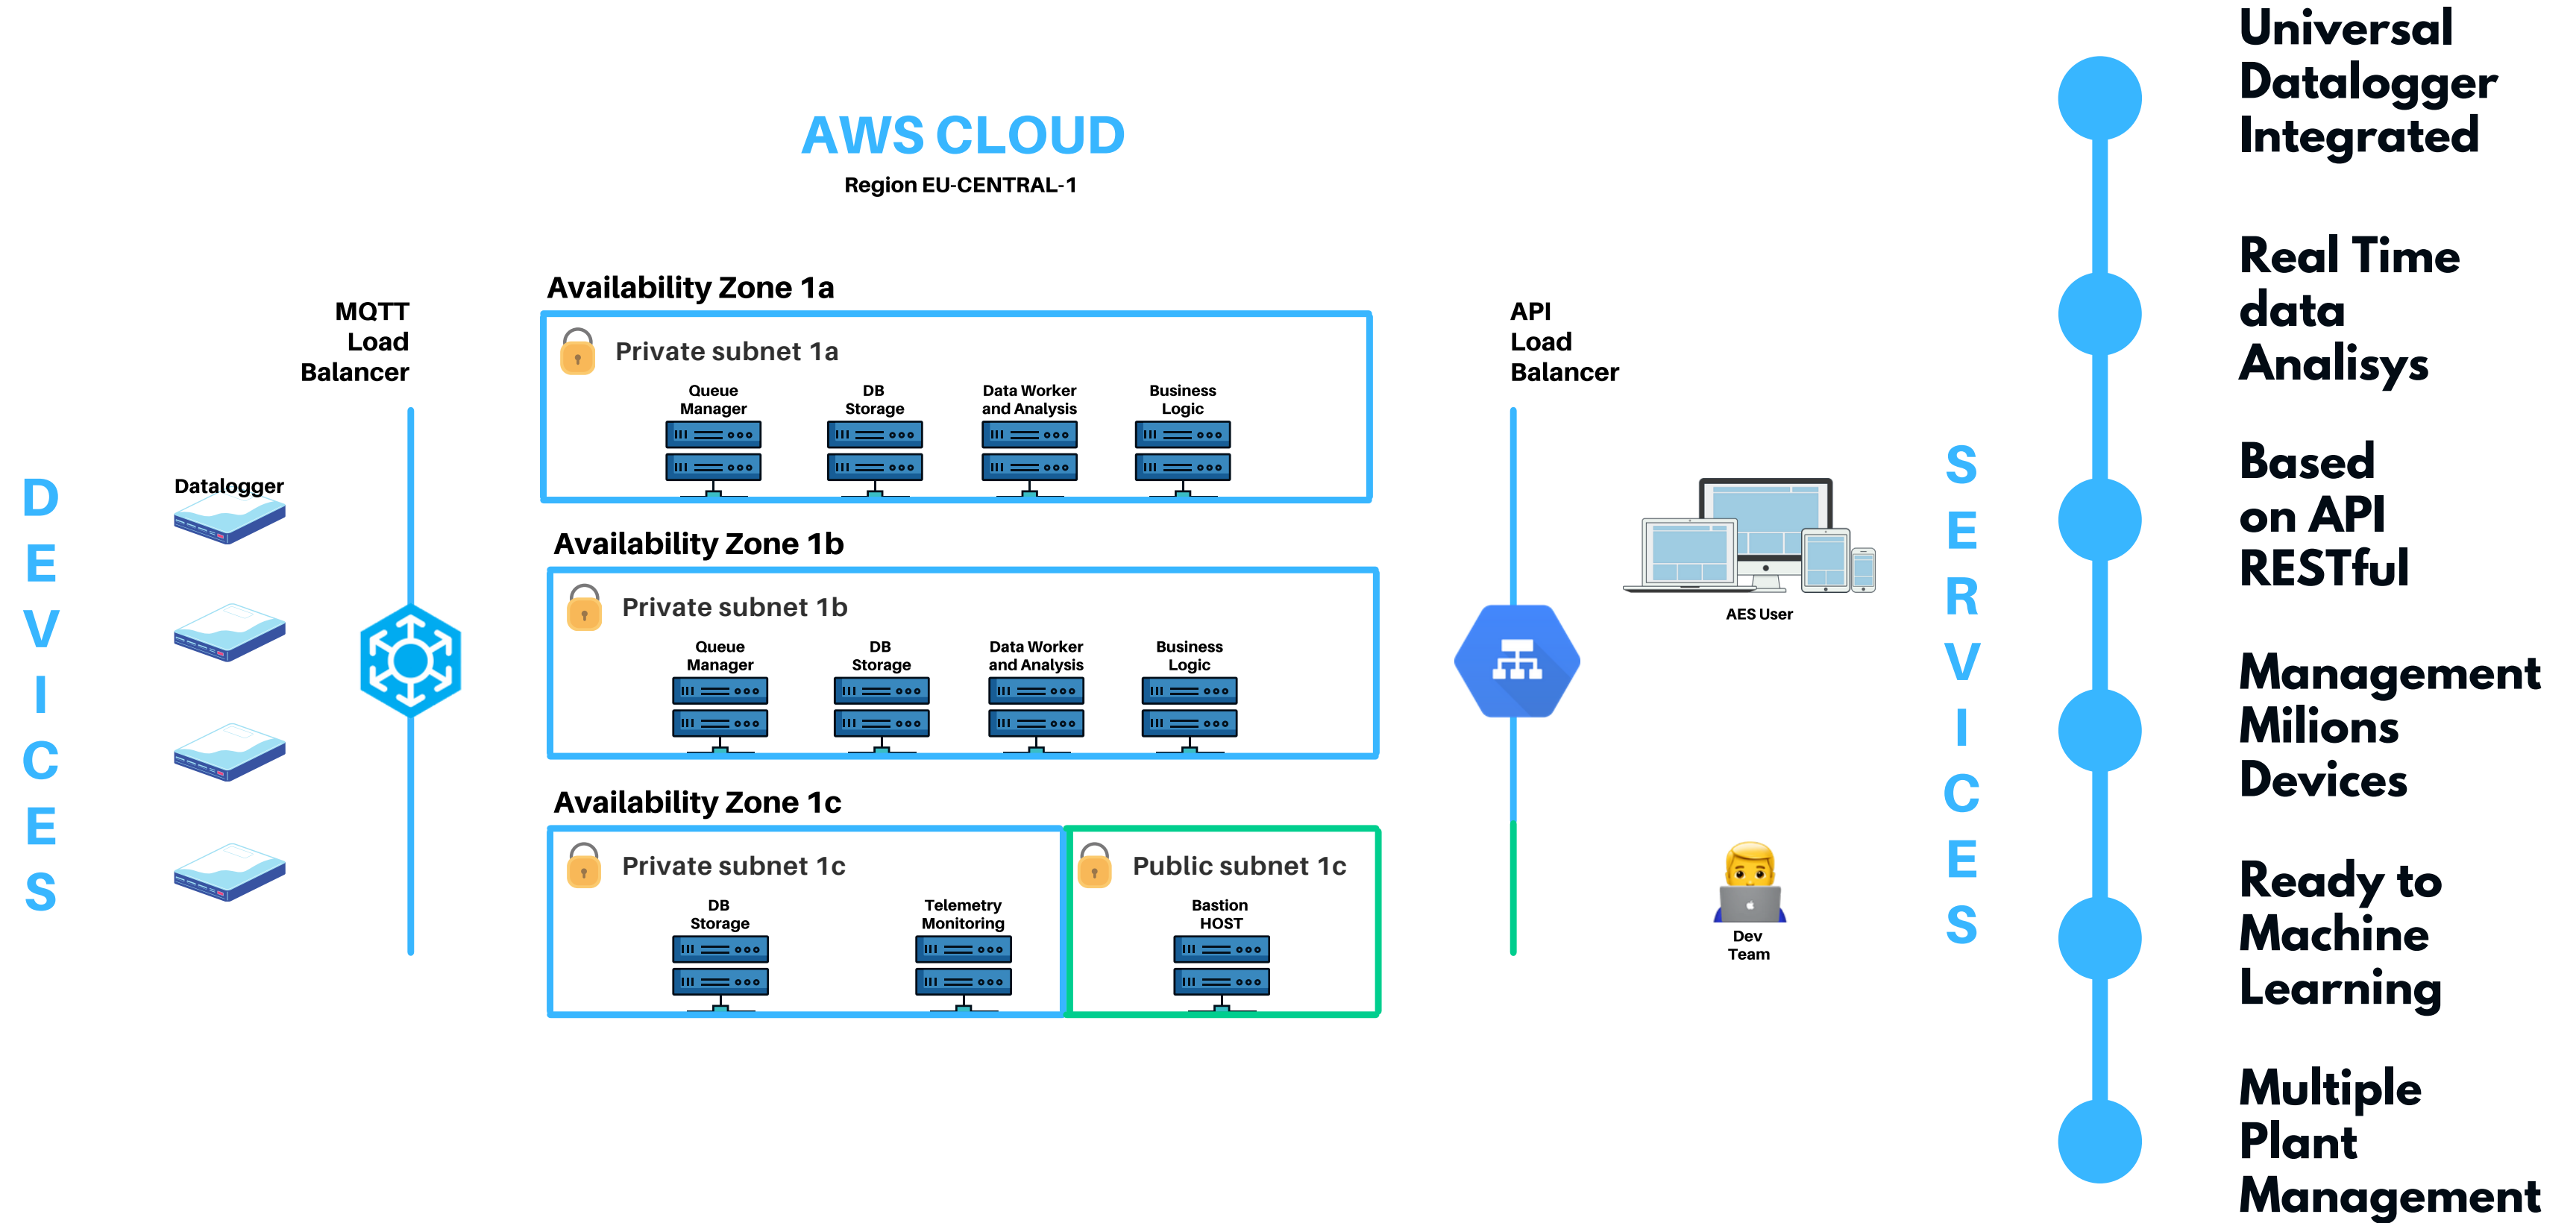 DEVICES
Datalogger
MQTT
Load
Balancer
AWS CLOUD
Region EU-CENTRAL-1
Availability Zone 1a
Private subnet 1a
Queue
Manager
DB
Storage
Data Worker
and Analysis
Business
Logic
Availability Zone 1b
Private subnet 1b
Queue
Manager
DB
Storage
Data Worker
and Analysis
Business
Logic
Availability Zone 1c
Private subnet 1c
DB
Storage
Telemetry
Monitoring
Public subnet 1c
Bastion
HOST
API
Load
Balancer
AES User
Dev
Team
SERVICES
Universal
Datalogger
Integrated
Real Time
data
Analisys
Based
on API
RESTful
Management
Milions
Devices
Ready to
Machine
Learning
Multiple
Plant
Management